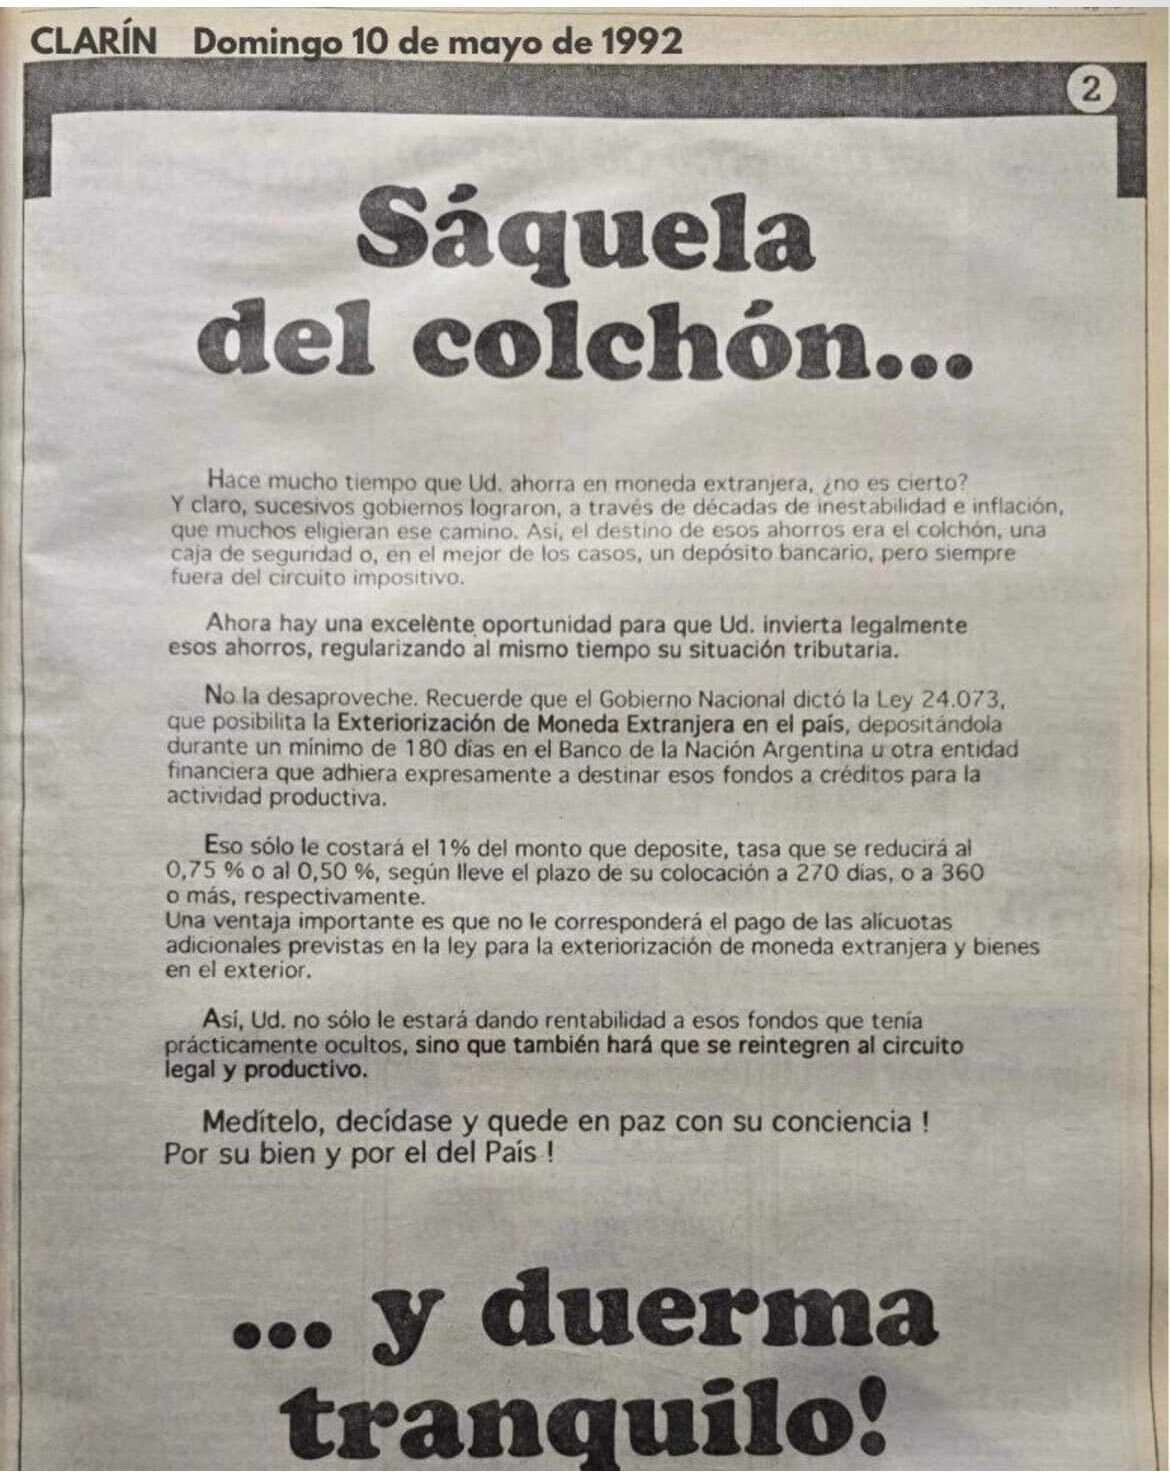 CLARÍN Domingo 10 de mayo de 1992
2
Sáquela
del colchón...
Hace mucho tiempo que Ud. ahorra en moneda extranjera, ¿no es cierto?
Y claro, sucesivos gobiernos lograron, a través de décadas de inestabilidad e inflación,
que muchos eligieran ese camino. Así, el destino de esos ahorros era el colchón, una
caja de seguridad o, en el mejor de los casos, un depósito bancario, pero siempre
fuera del circuito impositivo.
Ahora hay una excelente oportunidad para que Ud. invierta legalmente
esos ahorros, regularizando al mismo tiempo su situación tributaria.
No la desaproveche. Recuerde que el Gobierno Nacional dictó la Ley 24.073,
que posibilita la Exteriorización de Moneda Extranjera en el país, depositándola
durante un mínimo de 180 días en el Banco de la Nación Argentina u otra entidad
financiera que adhiera expresamente a destinar esos fondos a créditos para la
actividad productiva.
Eso sólo le costará el 1% del monto que deposite, tasa que se reducirá al
0,75 % o al 0,50 %, según lleve el plazo de su colocación a 270 días, o a 360
o más, respectivamente.
Una ventaja importante es que no le corresponderá el pago de las alícuotas
adicionales previstas en la ley para la exteriorización de moneda extranjera y bienes
en el exterior.
Así, Ud. no sólo le estará dando rentabilidad a esos fondos que tenía
prácticamente ocultos, sino que también hará que se reintegren al circuito
legal y productivo.
Medítelo, decídase y quede en paz con su conciencia !
Por su bien y por el del País !
... y duerma
tranquilo!